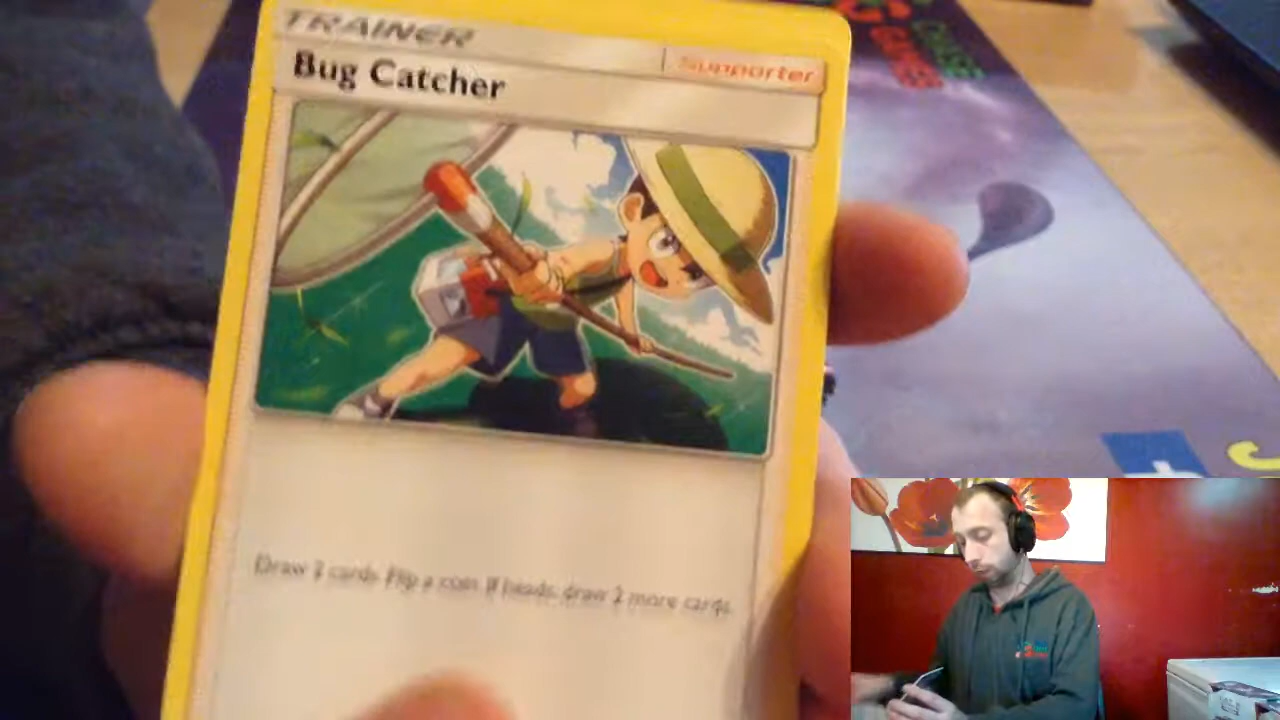 TRAINER
Supporter
Bug Catcher
Draw 2 cards. Flip a coin. If heads, draw 2 more cards.